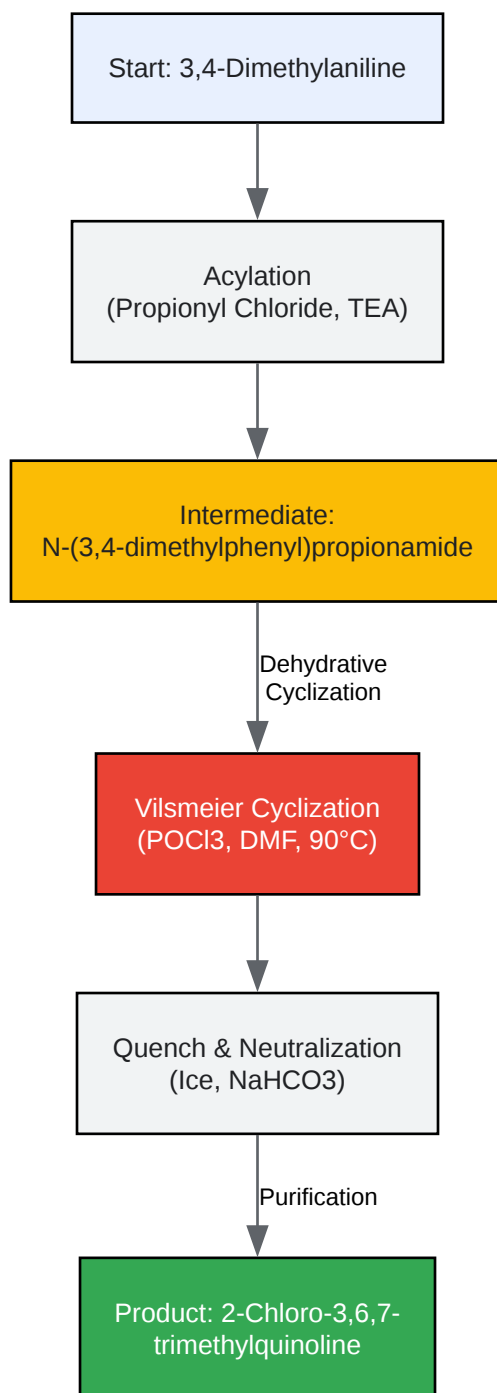 Start: 3,4-Dimethylaniline
Acylation
(Propionyl Chloride, TEA)
Intermediate:
N-(3,4-dimethylphenyl)propionamide
Dehydrative
Cyclization
Vilsmeier Cyclization
(POCl3, DMF, 90°C)
Quench & Neutralization
(Ice, NaHCO3)
Purification
Product: 2-Chloro-3,6,7-
trimethylquinoline